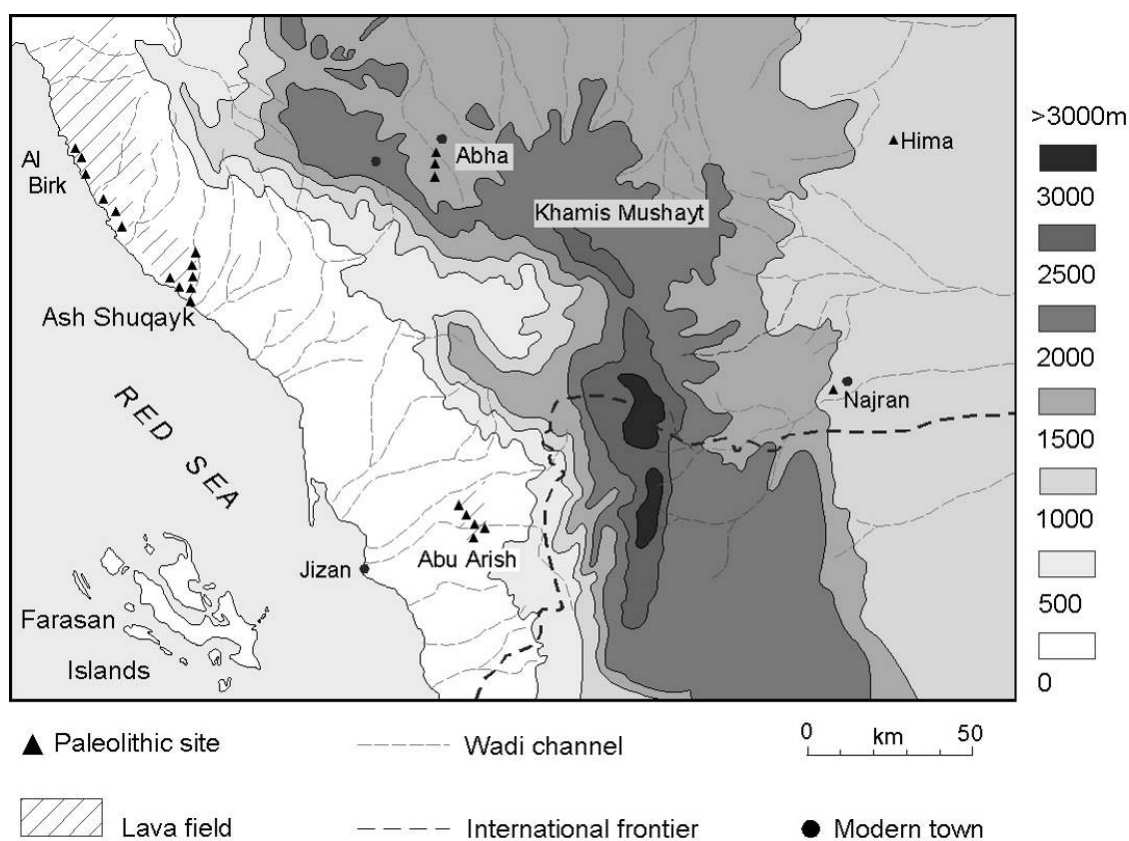 Al
Birk
Abha
Hima
Khamis Mushayt
Ash Shuqayk
RED SEA
Najran
Abu Arish
Jizan
Farasan
Islands
>3000m
3000
2500
2000
1500
1000
500
0
Paleolithic site
Wadi channel
0 km 50
Lava field
International frontier
Modern town